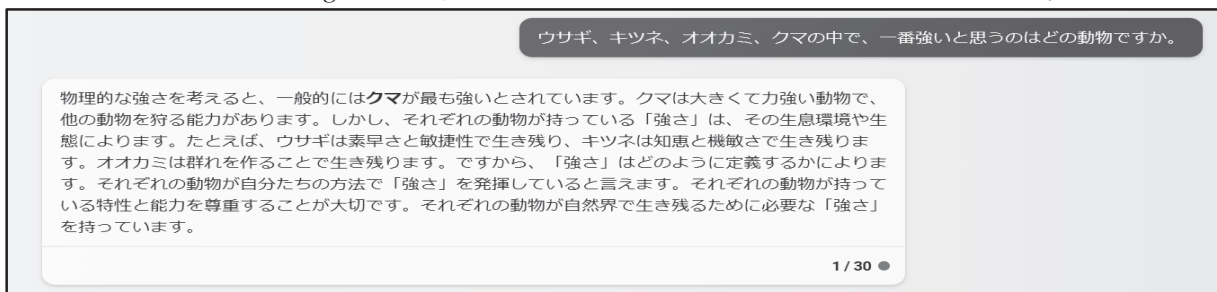 ウサギ、キツネ、オオカミ、クマの中で、一番強いと思うのはどの動物ですか。
物理的な強さを考えると、一般的にはクマが最も強いとされています。クマは大きくて力強い動物で、
他の動物を狩る能力があります。しかし、それぞれの動物が持っている「強さ」は、その生息環境や生
態によります。たとえば、ウサギは素早さと敏捷性で生き残り、キツネは知恵と機敏さで生き残りま
す。オオカミは群れを作ることで生き残ります。ですから、「強さ」はどのように定義するかによりま
す。それぞれの動物が自分たちの方法で「強さ」を発揮していると言えます。それぞれの動物が持って
いる特性と能力を尊重することが大切です。それぞれの動物が自然界で生き残るために必要な「強さ」
を持っています。
1 / 30